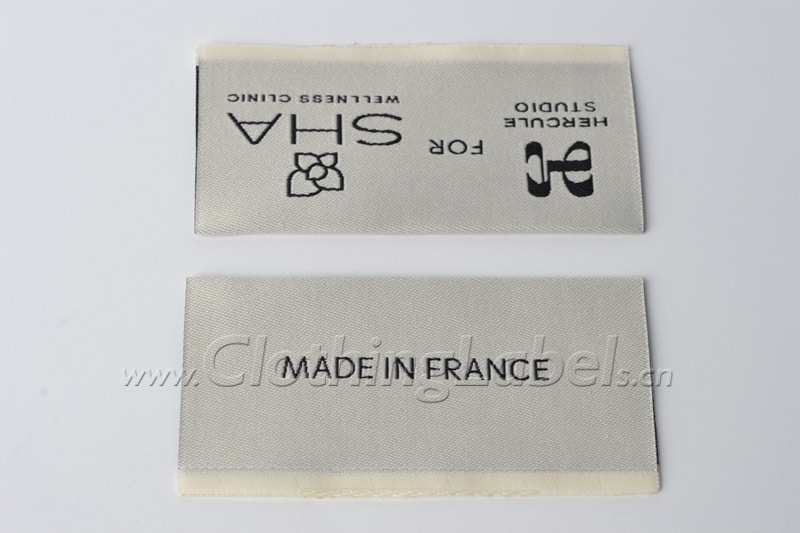 HERCULE
STUDIO
FOR
SHA
WELLNESS CLINIC
MADE IN FRANCE
www.ClothingLabels.cn